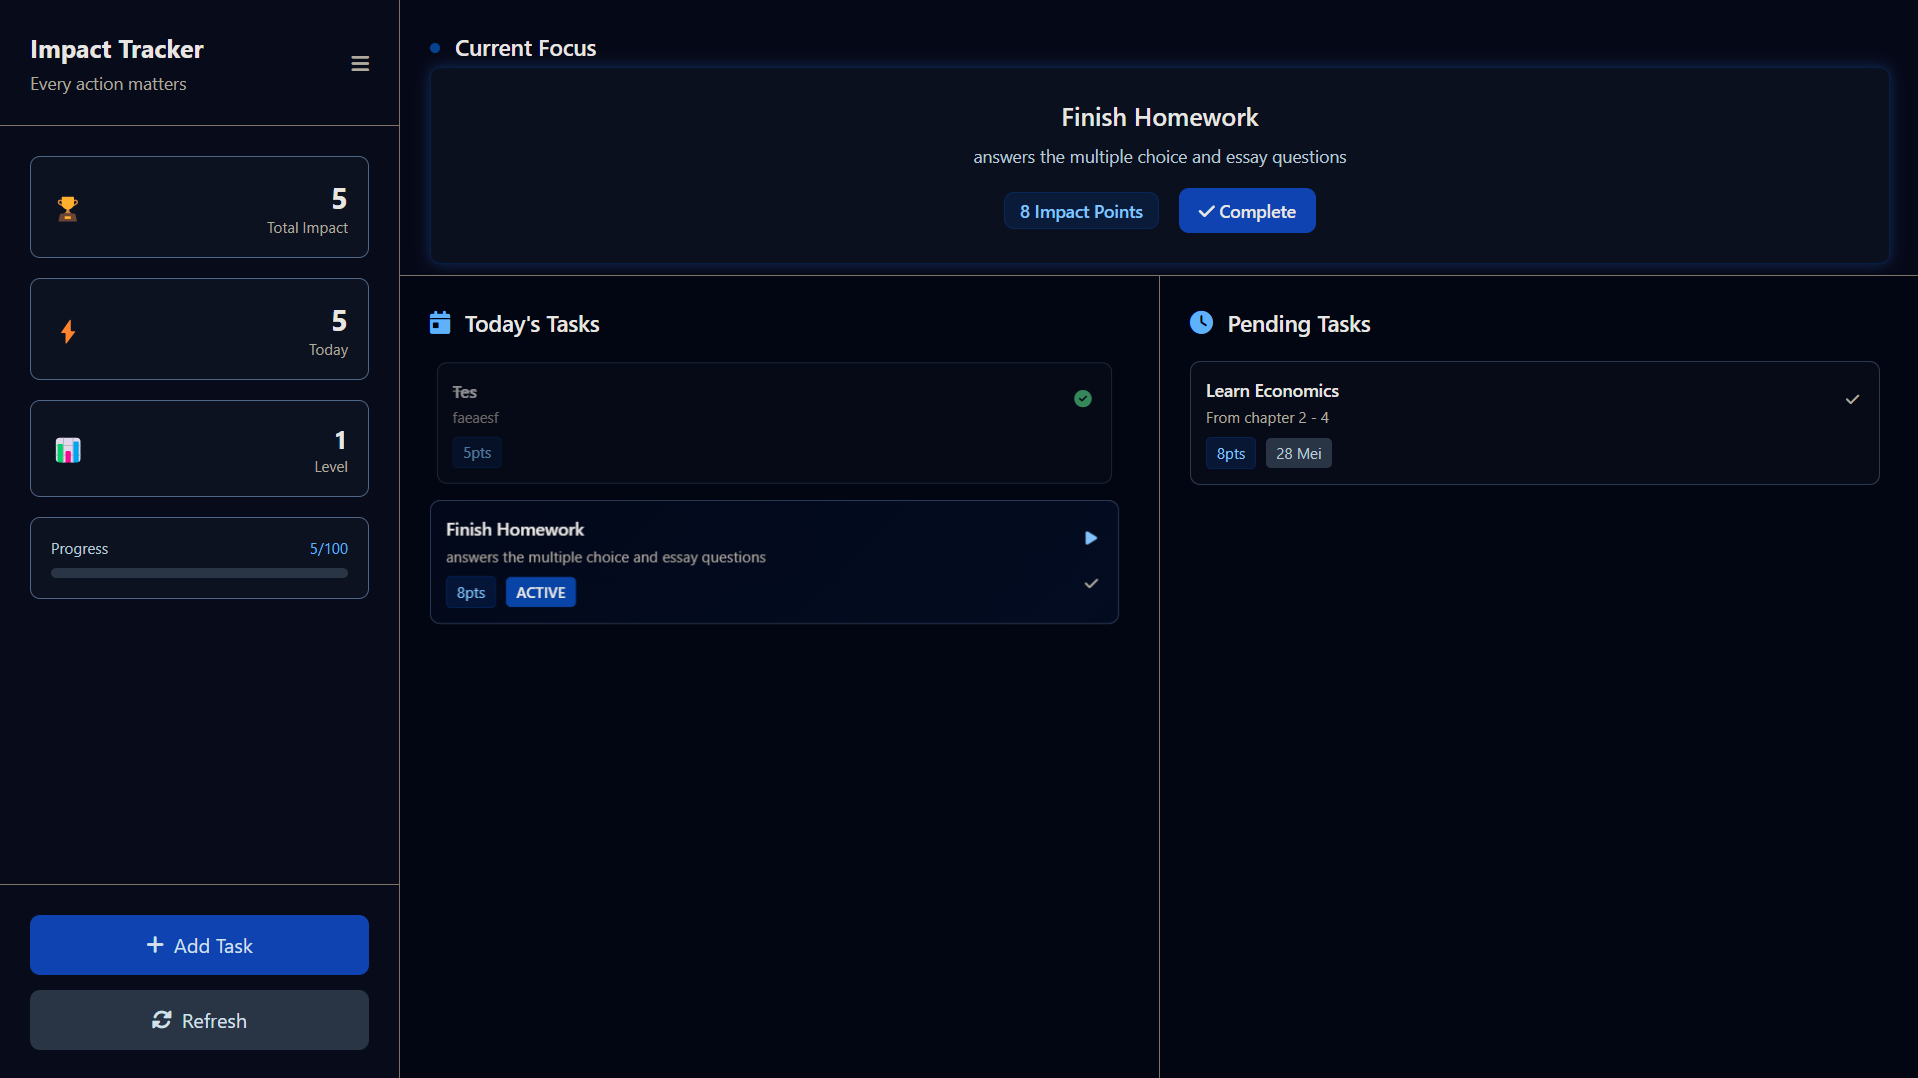 Impact Tracker
Every action matters
5
Total Impact
5
Today
1
Level
Progress
5/100
Add Task
Refresh
Current Focus
Finish Homework
answers the multiple choice and essay questions
8 Impact Points
Complete
Today's Tasks
Tes
faeaesf
5pts
Finish Homework
answers the multiple choice and essay questions
8pts
ACTIVE
Pending Tasks
Learn Economics
From chapter 2 - 4
8pts
28 Mei